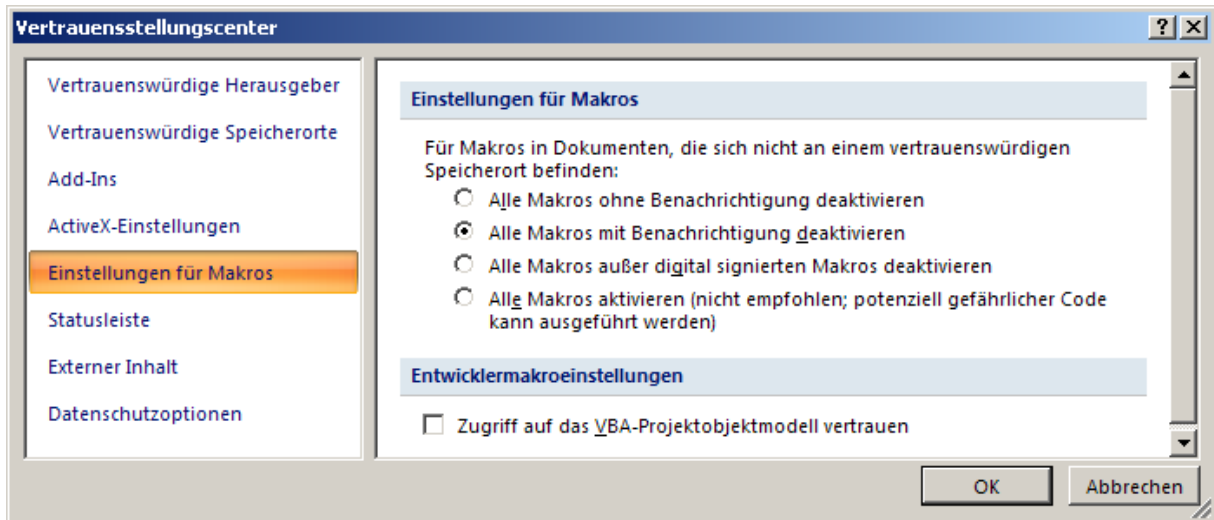 Vertrauensstellungscenter
Vertrauenswürdige Herausgeber
Vertrauenswürdige Speicherorte
Add-Ins
ActiveX-Einstellungen
Einstellungen für Makros
Statusleiste
Externer Inhalt
Datenschutzoptionen
Einstellungen für Makros
Für Makros in Dokumenten, die sich nicht an einem vertrauenswürdigen
Speicherort befinden:
Alle Makros ohne Benachrichtigung deaktivieren
Alle Makros mit Benachrichtigung deaktivieren
Alle Makros außer digital signierten Makros deaktivieren
Alle Makros aktivieren (nicht empfohlen; potenziell gefährlicher Code
kann ausgeführt werden)
Entwicklermakroeinstellungen
Zugriff auf das VBA-Projektobjektmodell vertrauen
OK
Abbrechen